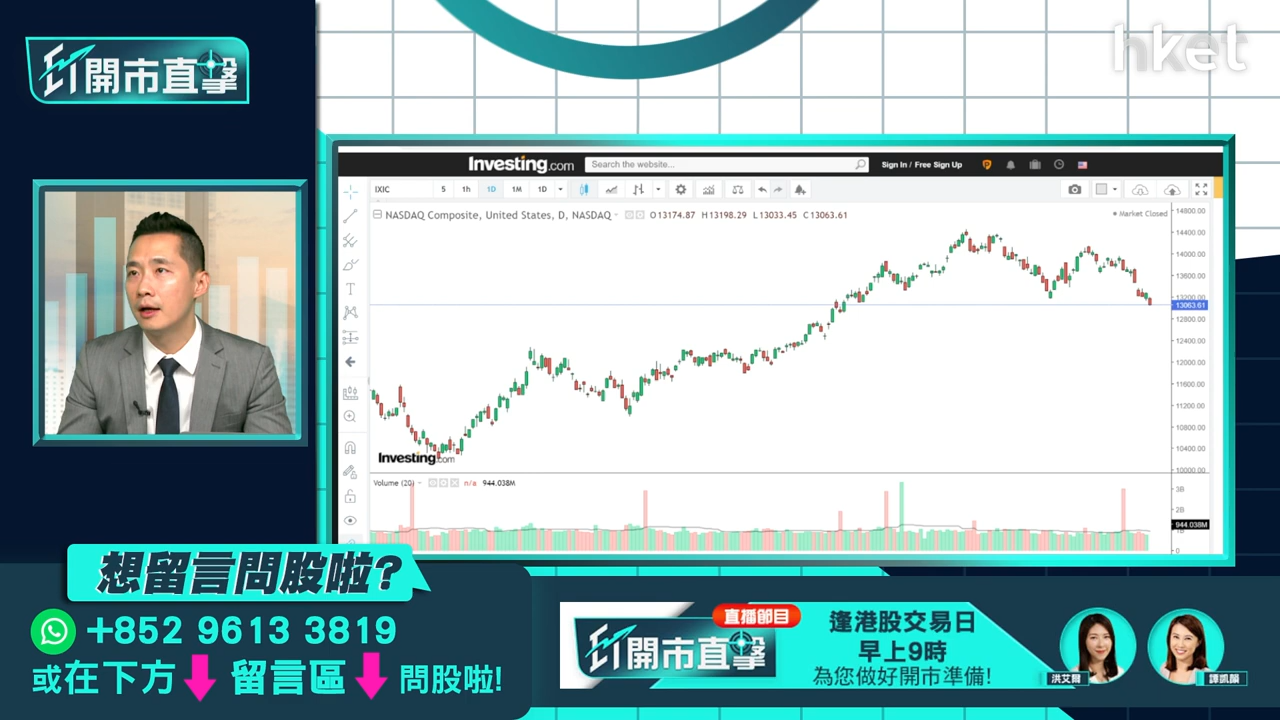 hket
ET開市直擊
Investing.com
Search the website...
Sign In / Free Sign Up
IXIC
5
1h
1D
1M
1D
NASDAQ Composite, United States, D, NASDAQ
O13174.87 H13198.29 L13033.45 C13063.61
Market Closed
14800.00
14400.00
14000.00
13600.00
13200.00
13063.61
12800.00
12400.00
12000.00
11600.00
11200.00
10800.00
10400.00
10000.00
Investing.com
Volume (20)
n/a 944.038M
3B
2B
944.038M
0
想留言問股啦?
+852 9613 3819
或在下方 留言區 問股啦!
直播節目
ET開市直擊
逢港股交易日
早上9時
為您做好開市準備!
洪艾爾
譚凱韻